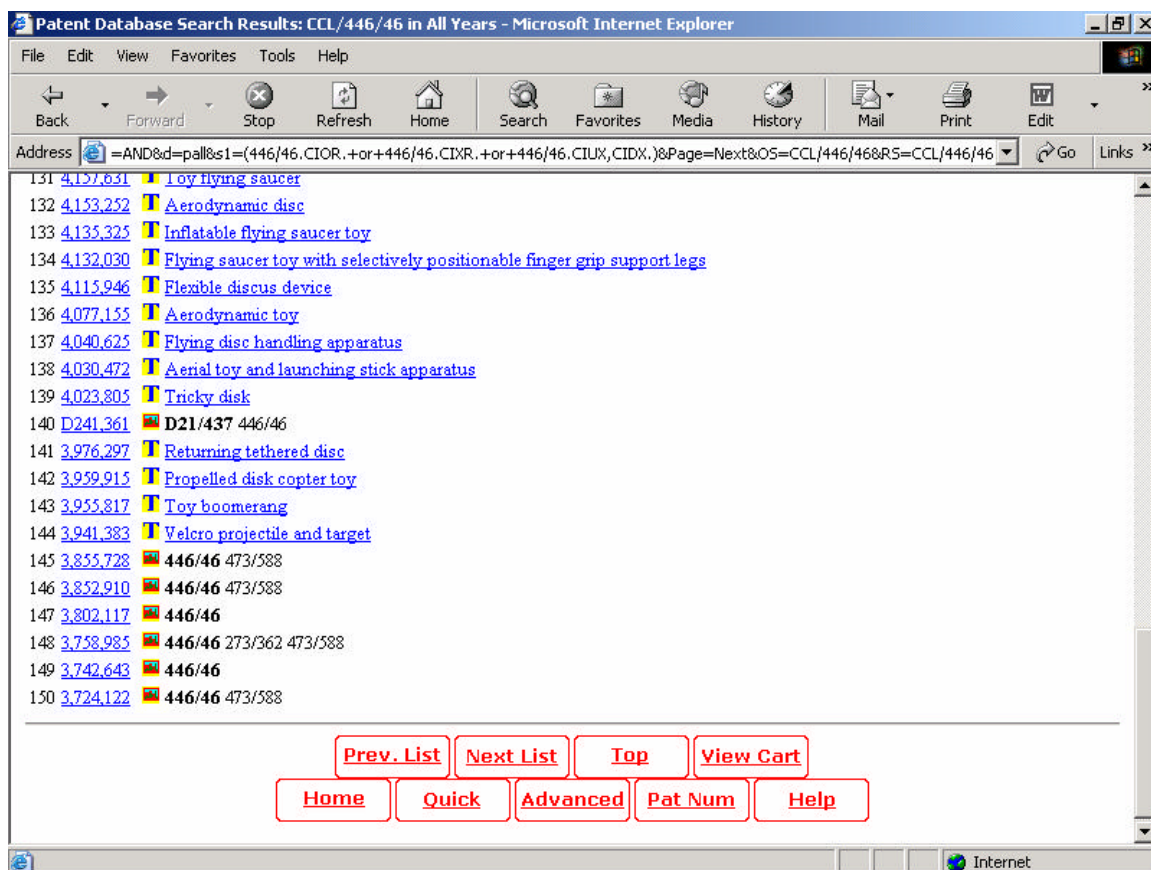 Patent Database Search Results: CCL/446/46 in All Years - Microsoft Internet Explorer
File Edit View Favorites Tools Help
Back Forward Stop Refresh Home Search Favorites Media History Mail Print Edit
Address =AND&d=pall&s1=(446/46.CIOR.+or+446/46.CIXR.+or+446/46.CIUX,CIDX.)&Page=Next&OS=CCL/446/46&RS=CCL/446/46 Go Links
131 4,157,631 T Toy flying saucer
132 4,153,252 T Aerodynamic disc
133 4,135,325 T Inflatable flying saucer toy
134 4,132,030 T Flying saucer toy with selectively positionable finger grip support legs
135 4,115,946 T Flexible discus device
136 4,077,155 T Aerodynamic toy
137 4,040,625 T Flying disc handling apparatus
138 4,030,472 T Aerial toy and launching stick apparatus
139 4,023,805 T Tricky disk
140 D241,361 D21/437 446/46
141 3,976,297 T Returning tethered disc
142 3,959,915 T Propelled disk copter toy
143 3,955,817 T Toy boomerang
144 3,941,383 T Velcro projectile and target
145 3,855,728 446/46 473/588
146 3,852,910 446/46 473/588
147 3,802,117 446/46
148 3,758,985 446/46 273/362 473/588
149 3,742,643 446/46
150 3,724,122 446/46 473/588
Prev. List Next List Top View Cart
Home Quick Advanced Pat Num Help
Internet